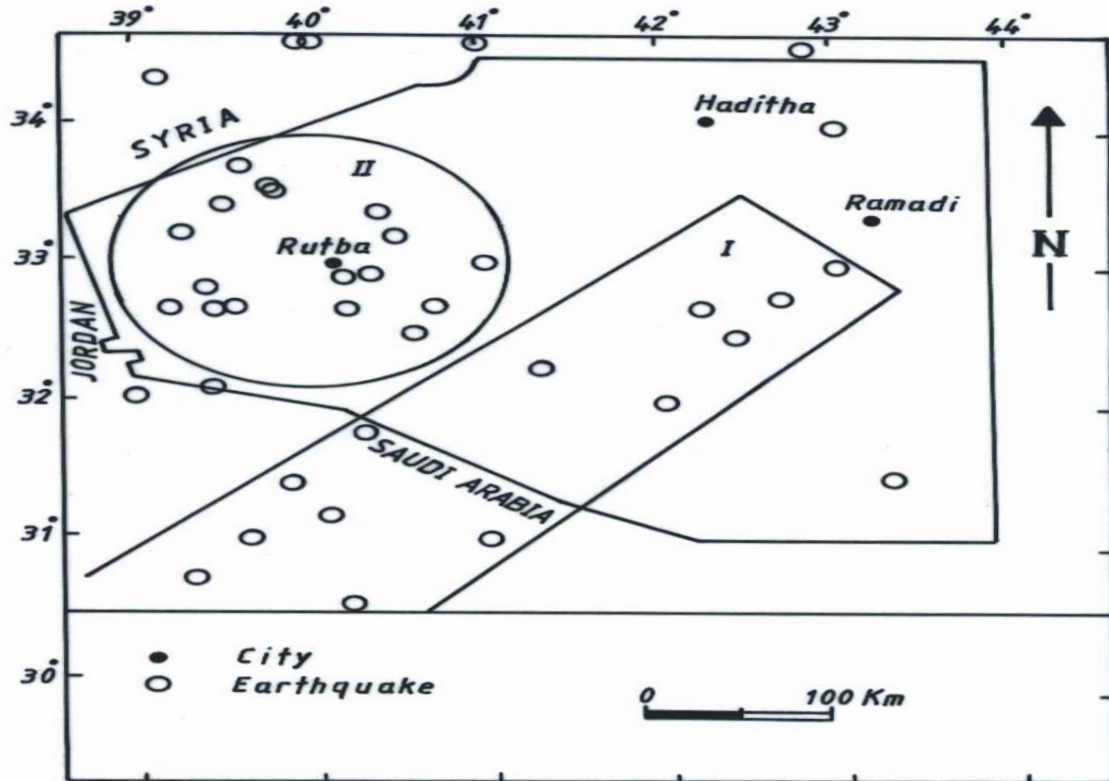 39° 40° 41° 42° 43° 44°
34°
SYRIA
Haditha
II
Ramadi
33°
Rutba
I
N
JORDAN
32°
SAUDI ARABIA
31°
30°
City
Earthquake
0 100 Km